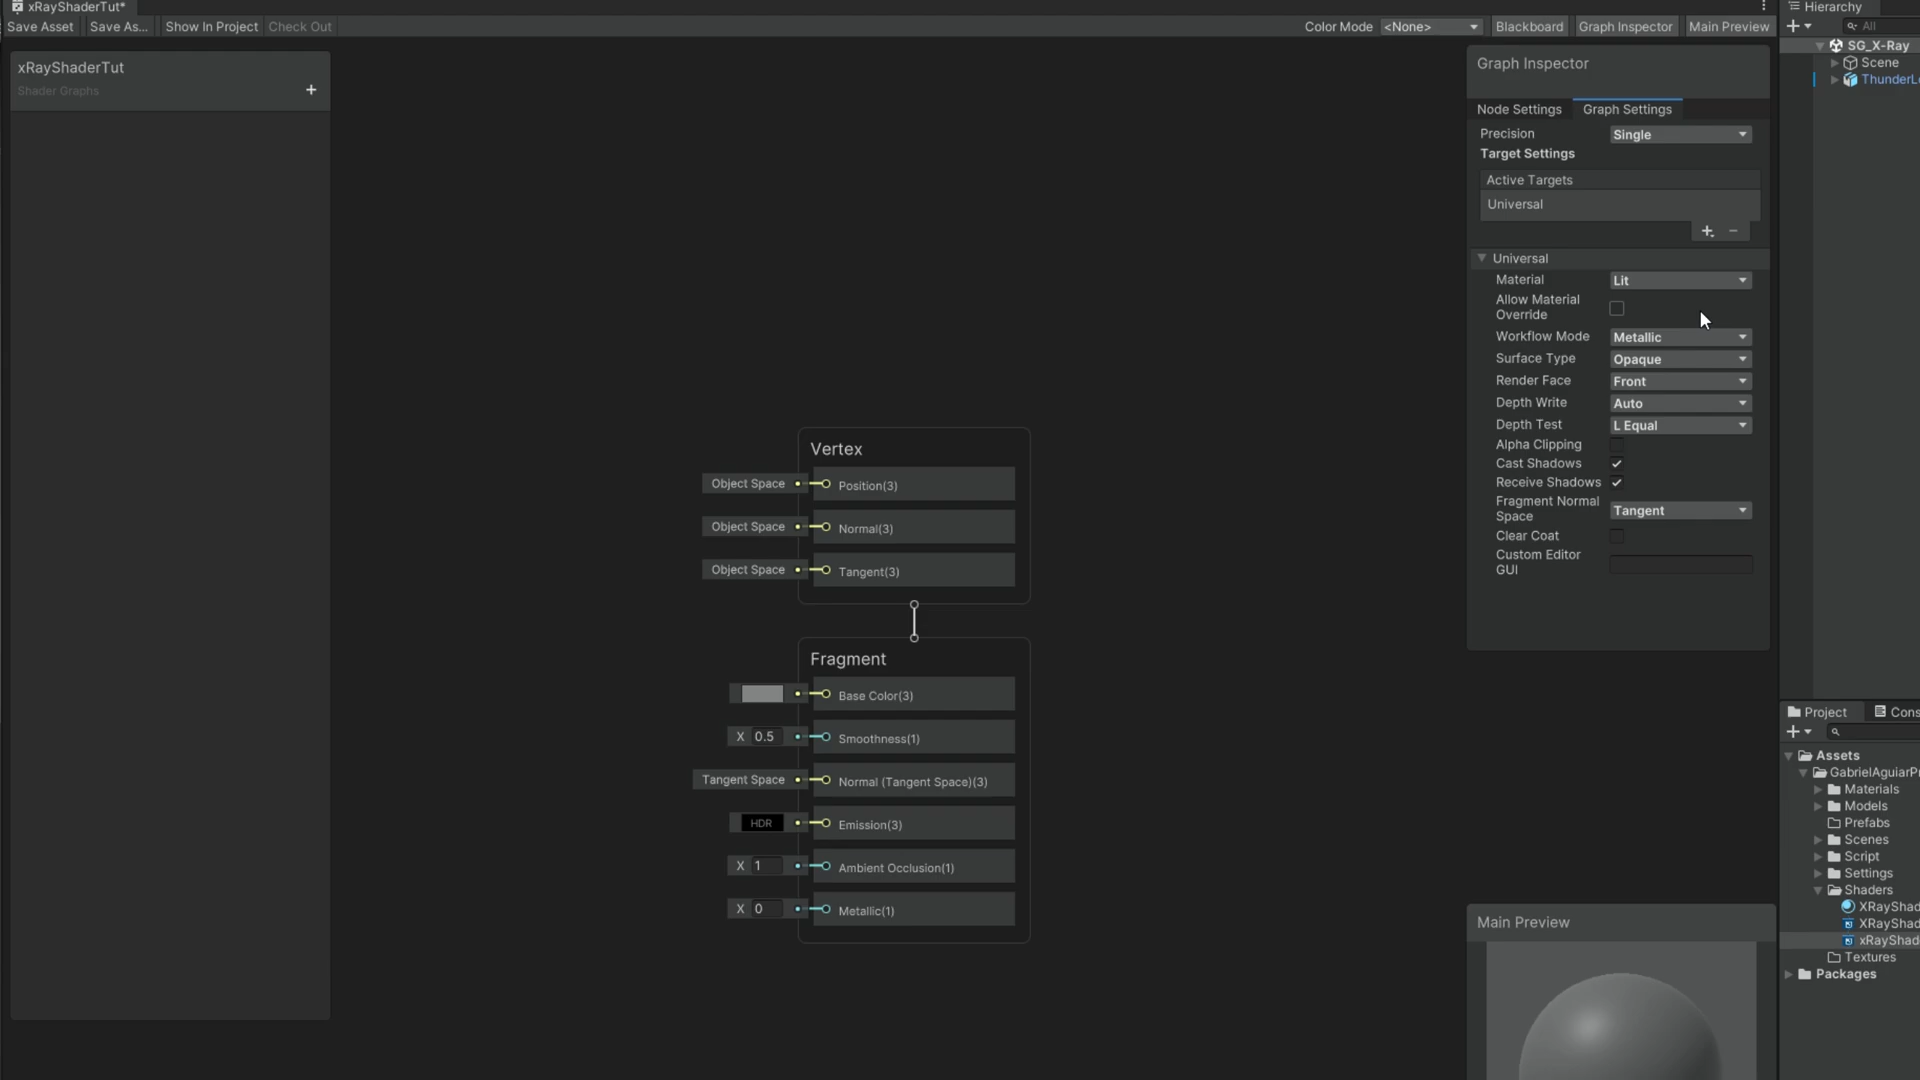 xRayShaderTut*
Save Asset Save As... Show In Project Check Out
Color Mode <None> Blackboard Graph Inspector Main Preview
xRayShaderTut
Shader Graphs
+
Vertex
Object Space Position(3)
Object Space Normal(3)
Object Space Tangent(3)
Fragment
Base Color(3)
X 0.5 Smoothness(1)
Tangent Space Normal (Tangent Space)(3)
HDR Emission(3)
X 1 Ambient Occlusion(1)
X 0 Metallic(1)
Graph Inspector
Node Settings Graph Settings
Precision Single
Target Settings
Active Targets
Universal
+ −
Universal
Material Lit
Allow Material
Override
Workflow Mode Metallic
Surface Type Opaque
Render Face Front
Depth Write Auto
Depth Test L Equal
Alpha Clipping
Cast Shadows
Receive Shadows
Fragment Normal
Space Tangent
Clear Coat
Custom Editor
GUI
Main Preview
Hierarchy
+ All
SG_X-Ray
Scene
ThunderL
Project Cons
+
Assets
GabrielAguiarPr
Materials
Models
Prefabs
Scenes
Script
Settings
Shaders
XRayShad
XRayShad
xRayShad
Textures
Packages